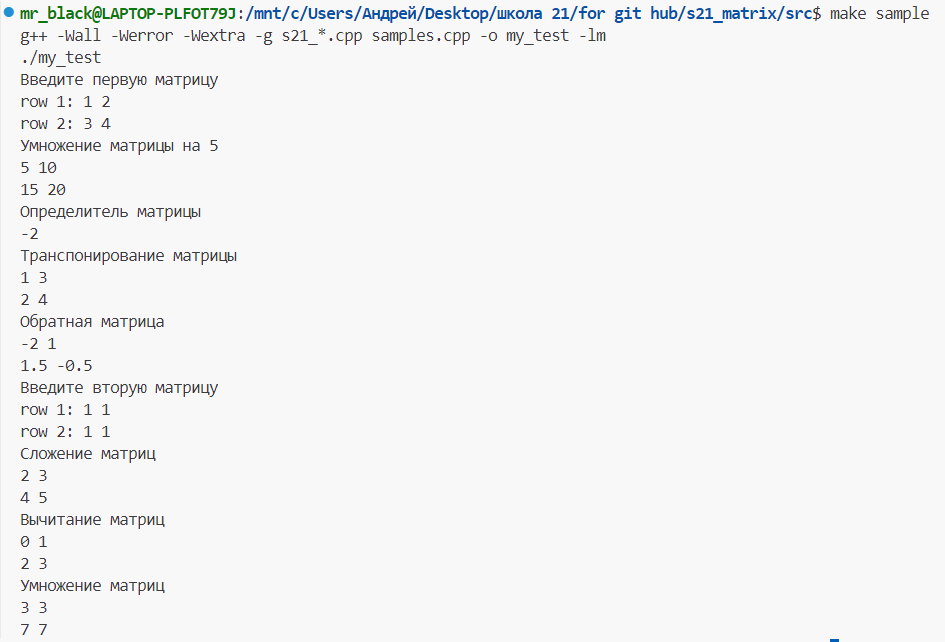 mr_black@LAPTOP-PLFOT79J:/mnt/c/Users/Андрей/Desktop/школа 21/for git hub/s21_matrix/src$ make sample
g++ -Wall -Werror -Wextra -g s21_*.cpp samples.cpp -o my_test -lm
./my_test
Введите первую матрицу
row 1: 1 2
row 2: 3 4
Умножение матрицы на 5
5 10
15 20
Определитель матрицы
-2
Транспонирование матрицы
1 3
2 4
Обратная матрица
-2 1
1.5 -0.5
Введите вторую матрицу
row 1: 1 1
row 2: 1 1
Сложение матриц
2 3
4 5
Вычитание матриц
0 1
2 3
Умножение матриц
3 3
7 7